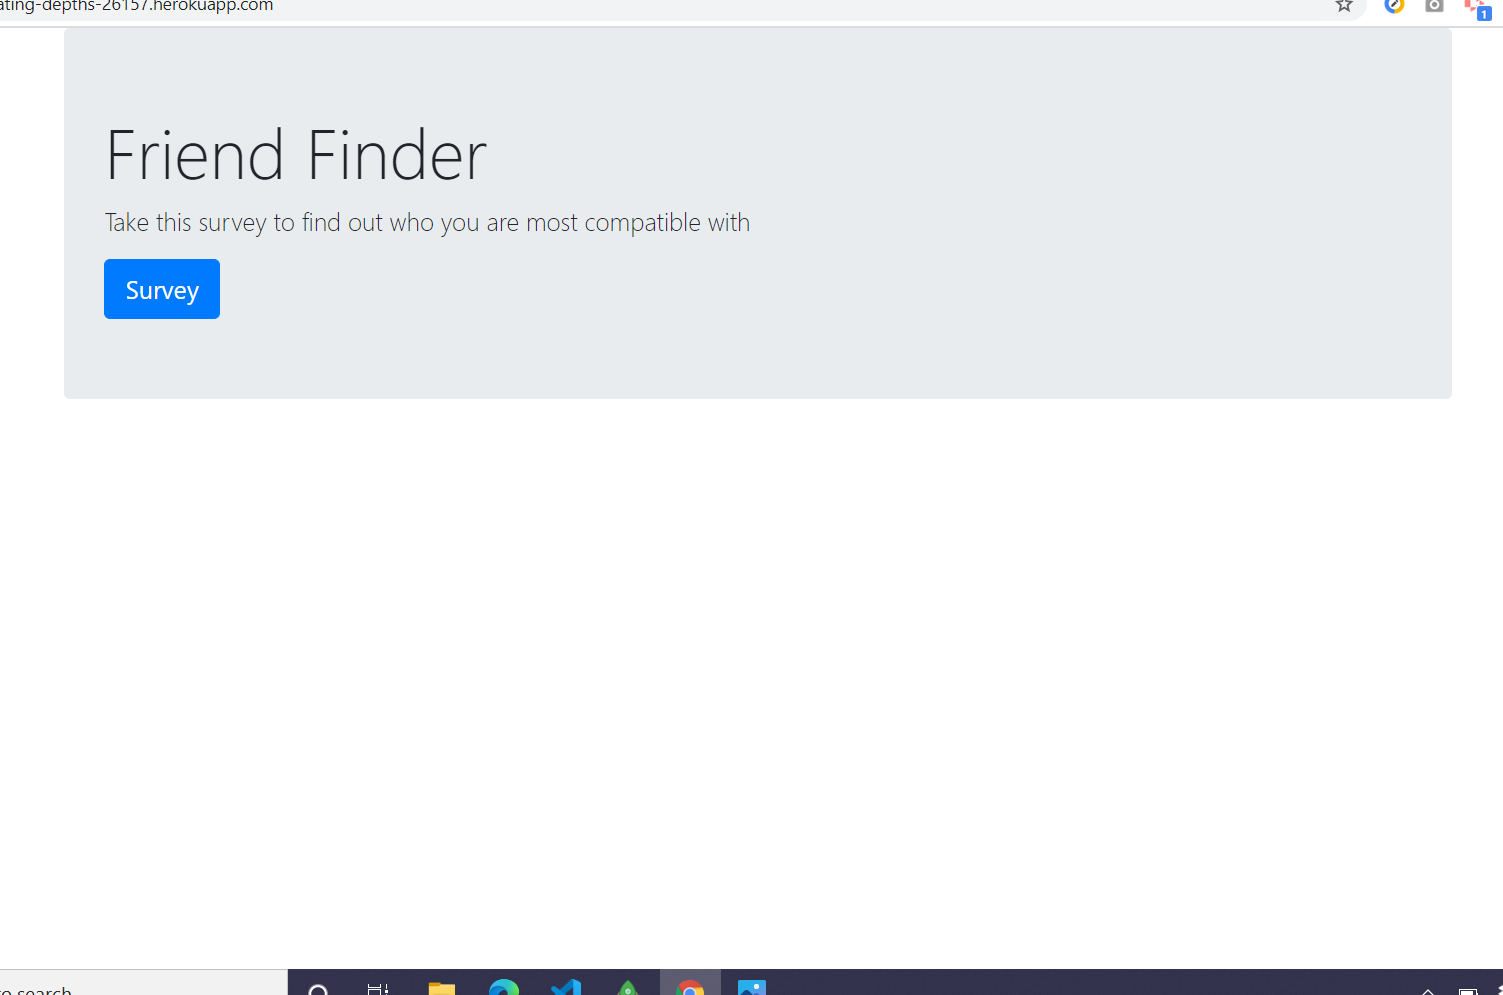 ating-depths-26157.herokuapp.com
1
Friend Finder
Take this survey to find out who you are most compatible with
Survey
to search